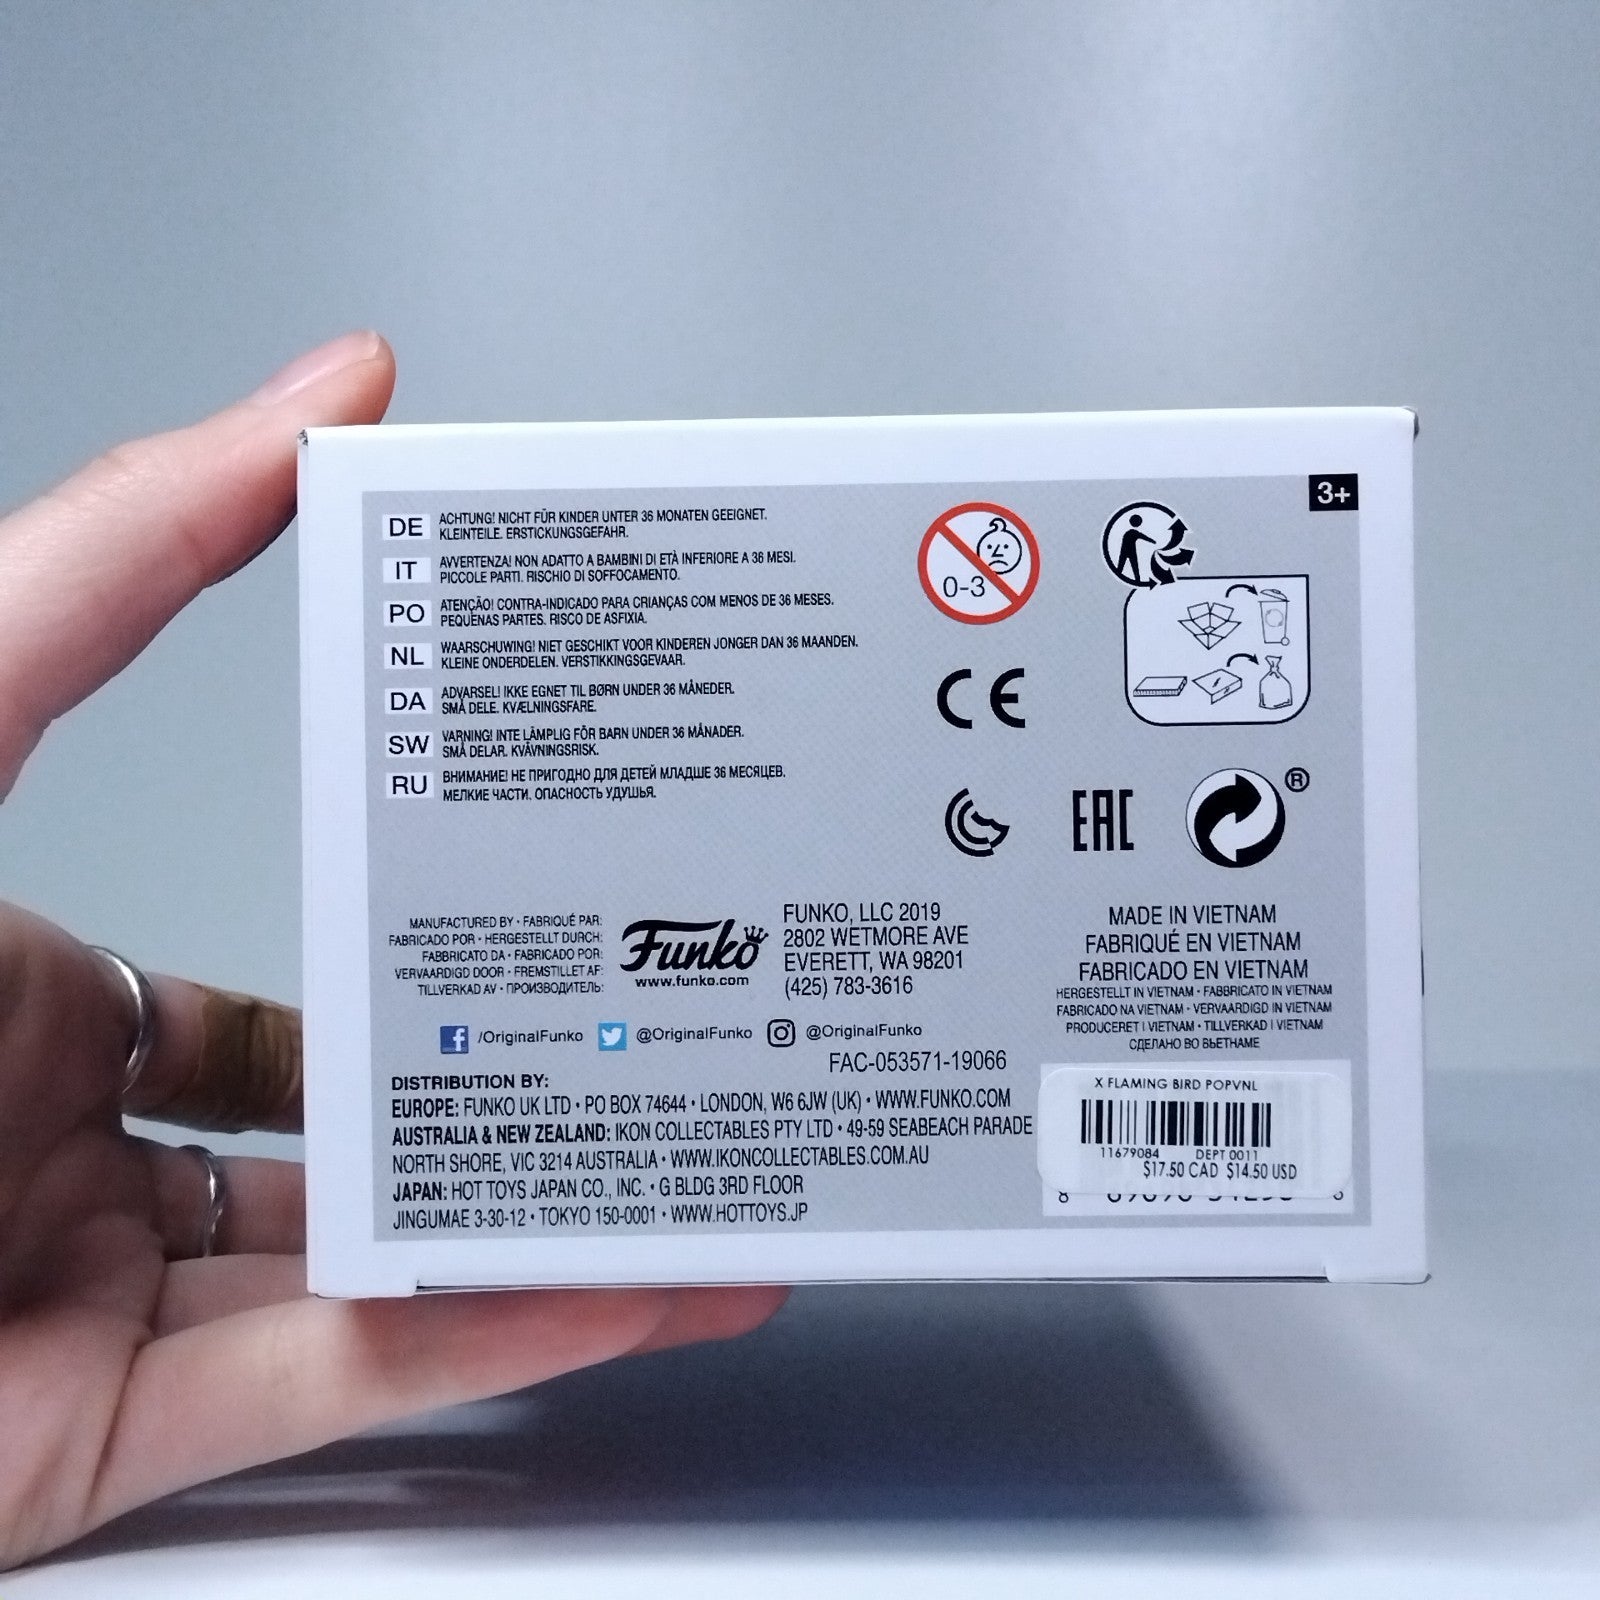 3+
DE
ACHTUNG! NICHT FÜR KINDER UNTER 36 MONATEN GEEIGNET.
KLEINTEILE. ERSTICKUNGSGEFAHR.
IT
AVVERTENZA! NON ADATTO A BAMBINI DI ETÀ INFERIORE A 36 MESI.
PICCOLE PARTI. RISCHIO DI SOFFOCAMENTO.
PO
ATENÇÃO! CONTRA-INDICADO PARA CRIANÇAS COM MENOS DE 36 MESES.
PEQUENAS PARTES. RISCO DE ASFIXIA.
NL
WAARSCHUWING! NIET GESCHIKT VOOR KINDEREN JONGER DAN 36 MAANDEN.
KLEINE ONDERDELEN. VERSTIKKINGSGEVAAR.
DA
ADVARSEL! IKKE EGNET TIL BØRN UNDER 36 MÅNEDER.
SMÅ DELE. KVÆLNINGSFARE.
SW
VARNING! INTE LÄMPLIG FÖR BARN UNDER 36 MÅNADER.
SMÅ DELAR. KVÄVNINGSRISK.
RU
ВНИМАНИЕ! НЕ ПРИГОДНО ДЛЯ ДЕТЕЙ МЛАДШЕ 36 МЕСЯЦЕВ.
МЕЛКИЕ ЧАСТИ. ОПАСНОСТЬ УДУШЬЯ.
0-3
CE
EAC
®
MANUFACTURED BY • FABRIQUÉ PAR:
FABRICADO POR • HERGESTELLT DURCH:
FABBRICATO DA • FABRICADO POR:
VERVAARDIGD DOOR • FREMSTILLET AF:
TILLVERKAD AV • ПРОИЗВОДИТЕЛЬ:
Funko
www.funko.com
FUNKO, LLC 2019
2802 WETMORE AVE
EVERETT, WA 98201
(425) 783-3616
MADE IN VIETNAM
FABRIQUÉ EN VIETNAM
FABRICADO EN VIETNAM
HERGESTELLT IN VIETNAM • FABBRICATO IN VIETNAM
FABRICADO NA VIETNAM • VERVAARDIGD IN VIETNAM
PRODUCERET I VIETNAM • TILLVERKAD I VIETNAM
СДЕЛАНО ВО ВЬЕТНАМЕ
f /OriginalFunko @OriginalFunko @OriginalFunko
FAC-053571-19066
DISTRIBUTION BY:
EUROPE: FUNKO UK LTD • PO BOX 74644 • LONDON, W6 6JW (UK) • WWW.FUNKO.COM
AUSTRALIA & NEW ZEALAND: IKON COLLECTABLES PTY LTD • 49-59 SEABEACH PARADE
NORTH SHORE, VIC 3214 AUSTRALIA • WWW.IKONCOLLECTABLES.COM.AU
JAPAN: HOT TOYS JAPAN CO., INC. • G BLDG 3RD FLOOR
JINGUMAE 3-30-12 • TOKYO 150-0001 • WWW.HOTTOYS.JP
X FLAMING BIRD POPVNL
11679084 DEPT 0011
$17.50 CAD $14.50 USD
8